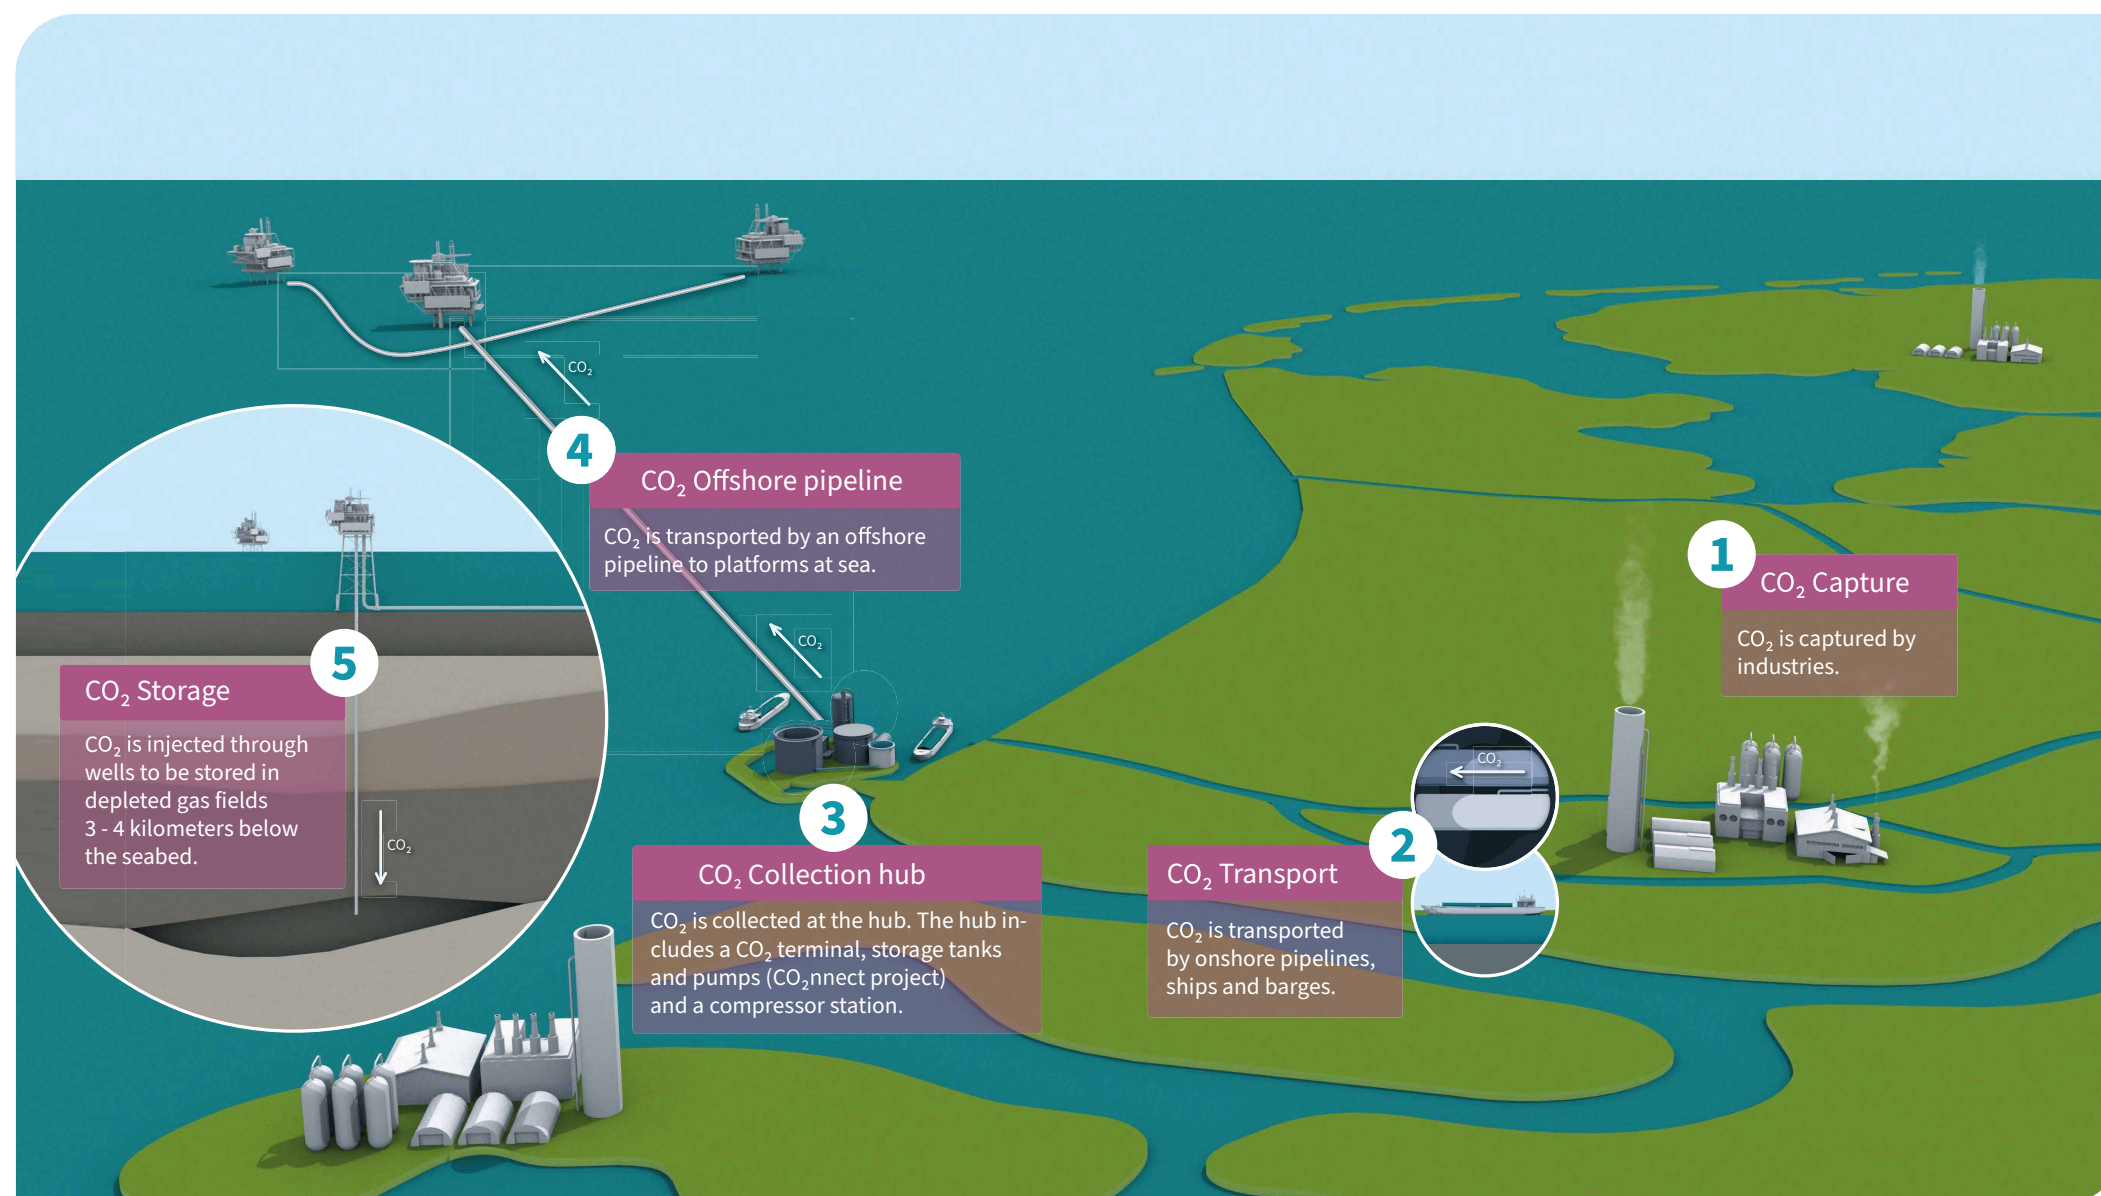 1
CO₂ Capture
CO₂ is captured by
industries.
2
CO₂
CO₂ Transport
CO₂ is transported
by onshore pipelines,
ships and barges.
3
CO₂ Collection hub
CO₂ is collected at the hub. The hub in-
cludes a CO₂ terminal, storage tanks
and pumps (CO₂nnect project)
and a compressor station.
CO₂
4
CO₂ Offshore pipeline
CO₂ is transported by an offshore
pipeline to platforms at sea.
CO₂
5
CO₂ Storage
CO₂ is injected through
wells to be stored in
depleted gas fields
3 - 4 kilometers below
the seabed.
CO₂